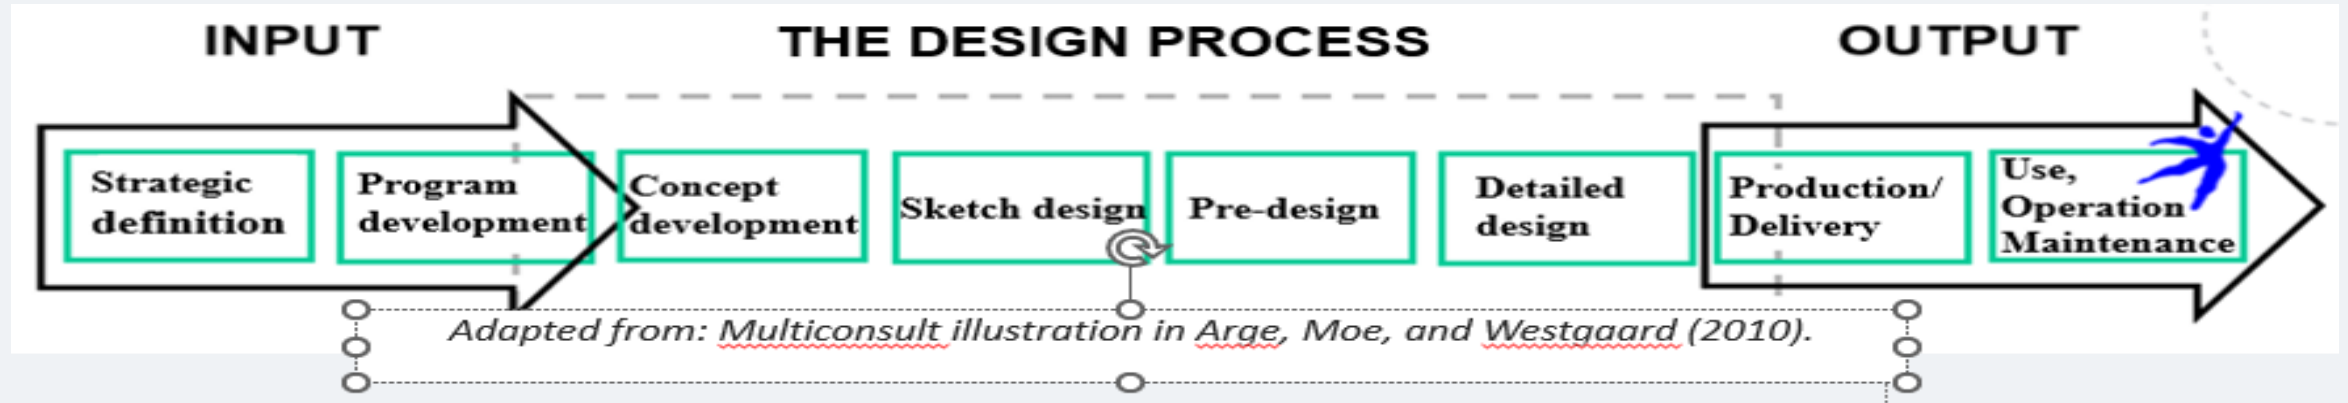 INPUT
THE DESIGN PROCESS
OUTPUT
Strategic
definition
Program
development
Concept
development
Sketch design
Pre-design
Detailed
design
Production/
Delivery
Use,
Operation
Maintenance
Adapted from: Multiconsult illustration in Arge, Moe, and Westgaard (2010).